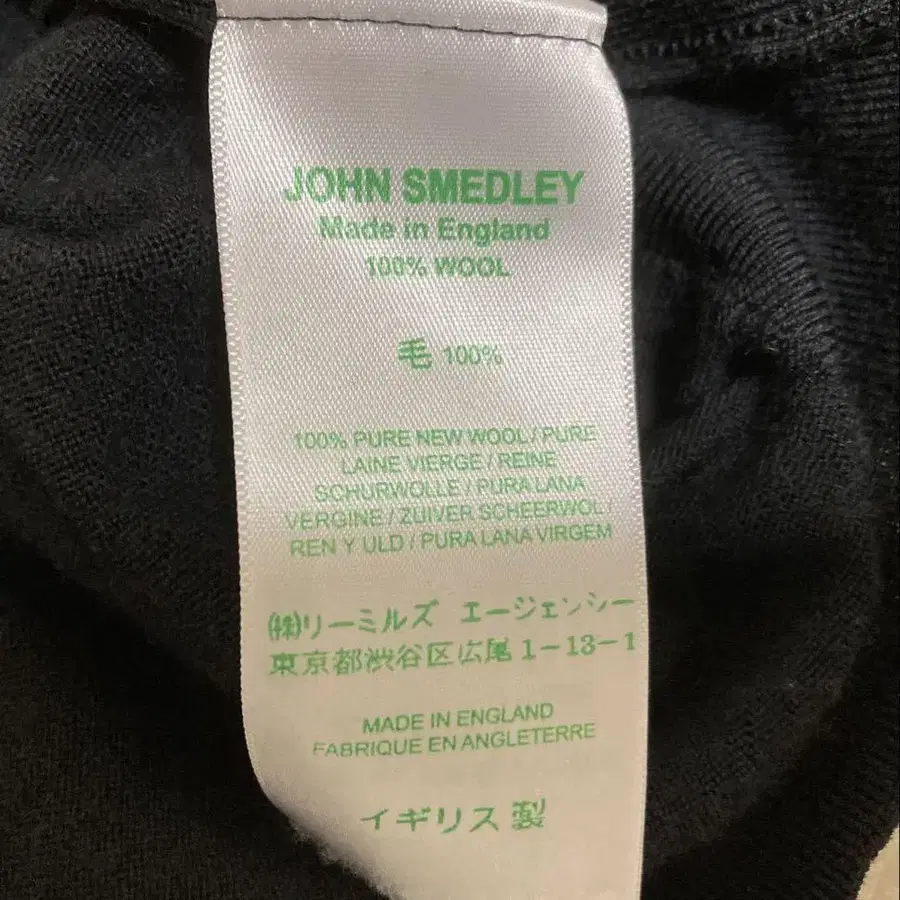 JOHN SMEDLEY
Made in England
100% WOOL
毛 100%
100% PURE NEW WOOL / PURE
LAINE VIERGE / REINE
SCHURWOLLE / PURA LANA
VERGINE / ZUIVER SCHEERWOL /
REN Y ULD / PURA LANA VIRGEM
㈱リーミルズ エージェンシー
東京都渋谷区広尾1-13-1
MADE IN ENGLAND
FABRIQUE EN ANGLETERRE
イギリス製